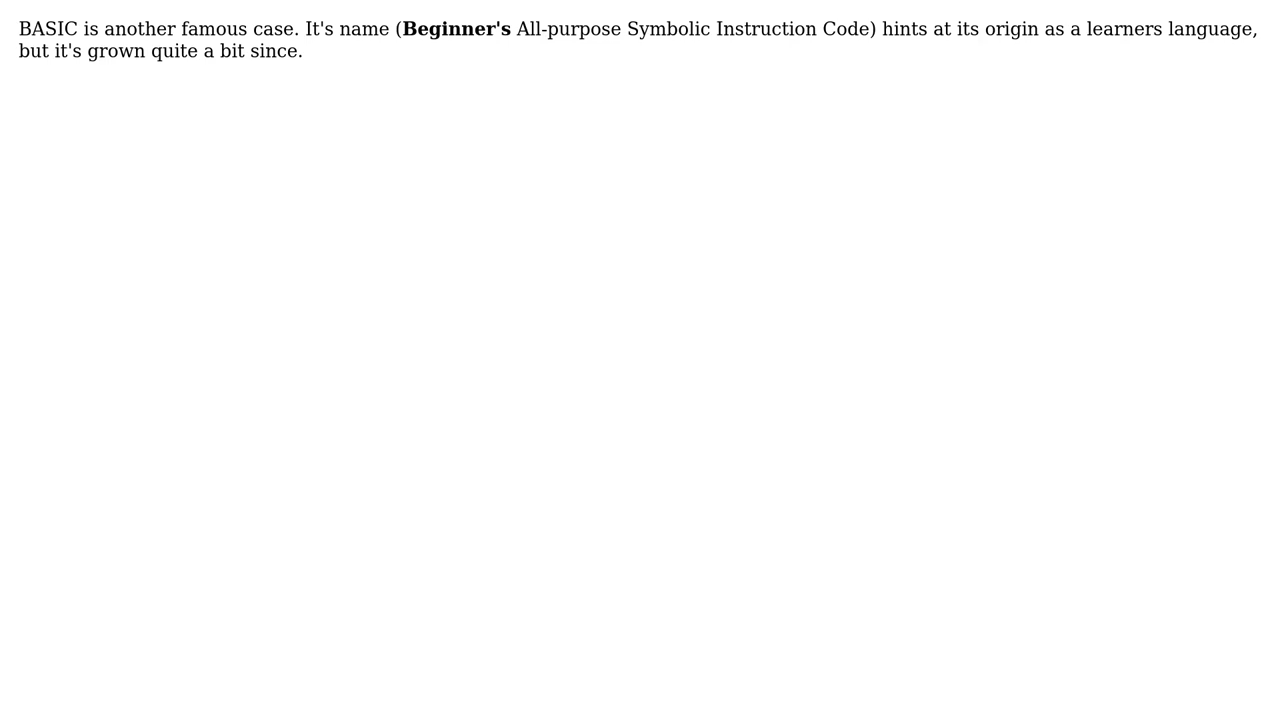 BASIC is another famous case. It's name (Beginner's All-purpose Symbolic Instruction Code) hints at its origin as a learners language,
but it's grown quite a bit since.